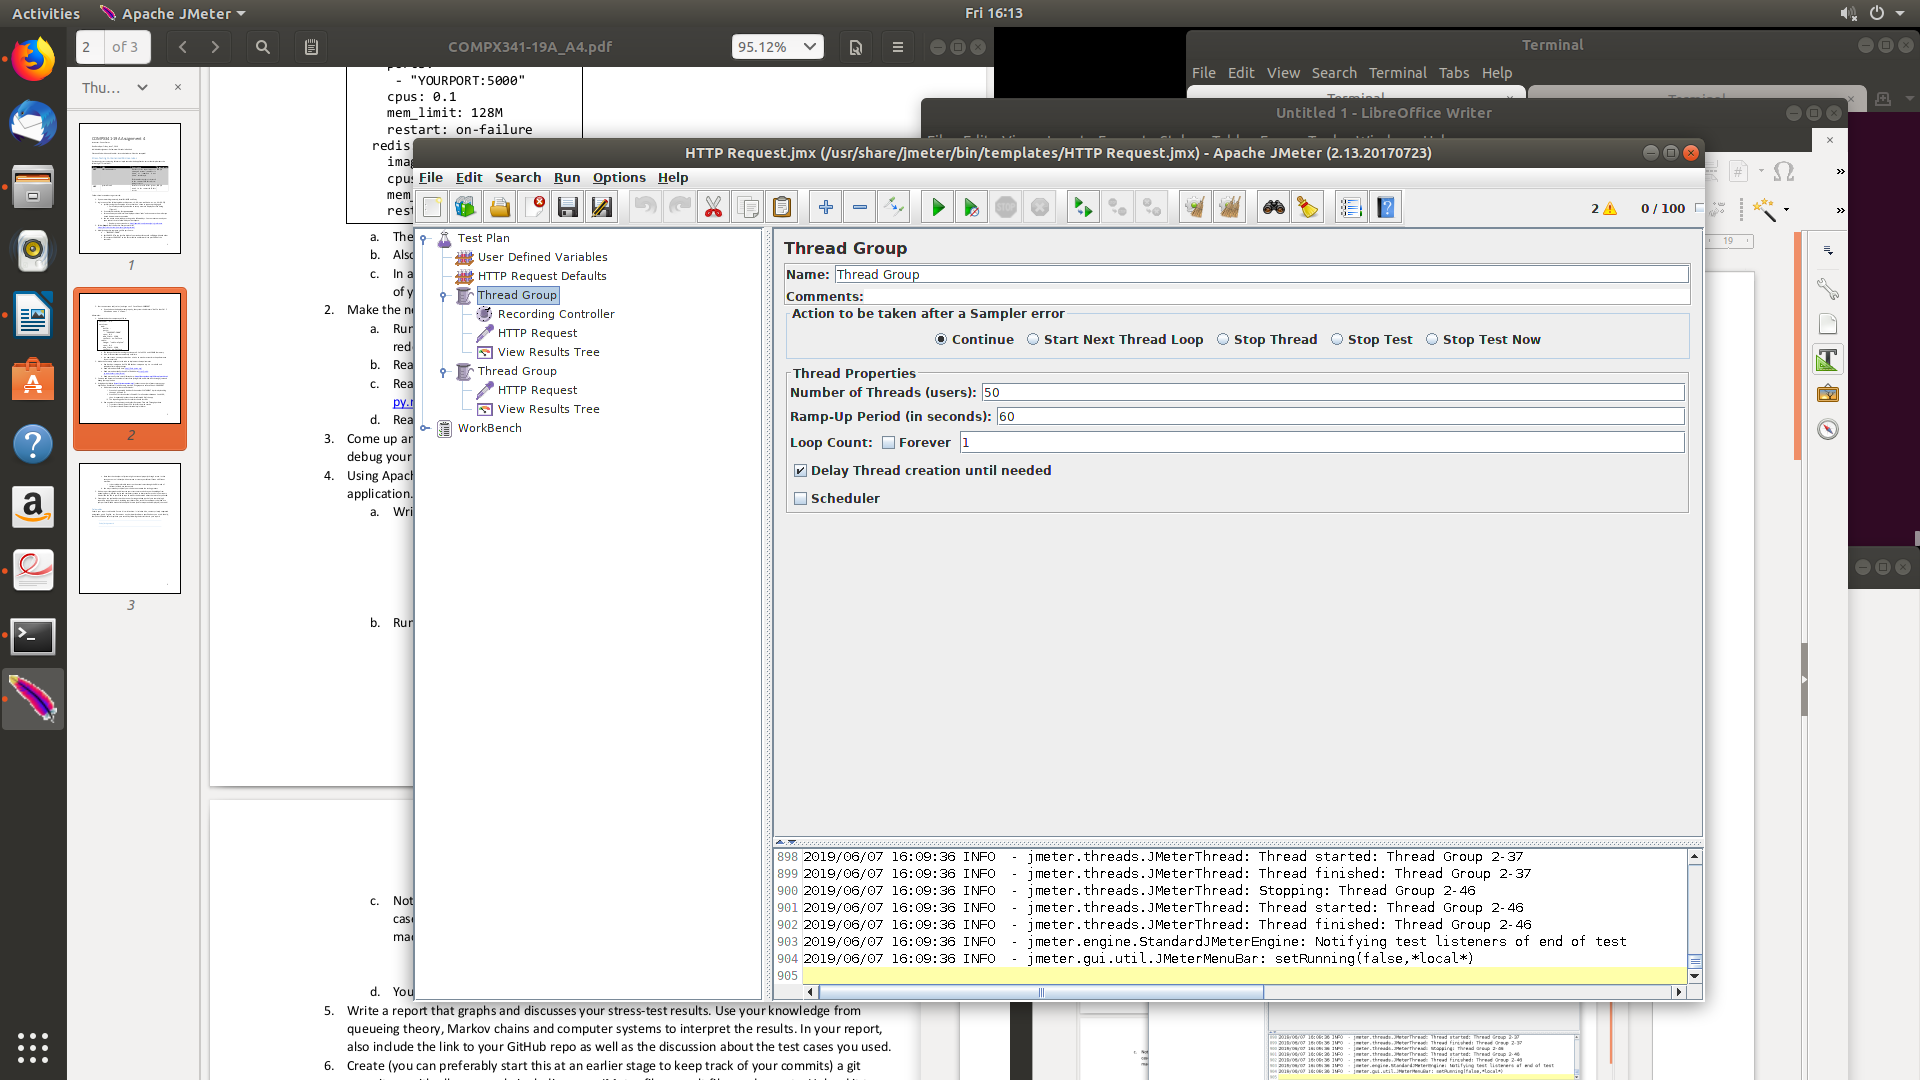 Activities
Apache JMeter
Fri 16:13
2
of 3
COMPX341-19A_A4.pdf
95.12%
Thu...
1
2
3
- "YOURPORT:5000"
cpus: 0.1
mem_limit: 128M
restart: on-failure
redis
a. The
b. Also
c. In a
of y
2. Make the ne
a. Run
red
b. Rea
c. Rea
py.r
d. Rea
3. Come up an
debug your
4. Using Apach
application.
a. Wri
b. Run
c. Not
case
mac
d. You
5. Write a report that graphs and discusses your stress-test results. Use your knowledge from
queueing theory, Markov chains and computer systems to interpret the results. In your report,
also include the link to your GitHub repo as well as the discussion about the test cases you used.
6. Create (you can preferably start this at an earlier stage to keep track of your commits) a git
Terminal
File Edit View Search Terminal Tabs Help
Untitled 1 - LibreOffice Writer
HTTP Request.jmx (/usr/share/jmeter/bin/templates/HTTP Request.jmx) - Apache JMeter (2.13.20170723)
File Edit Search Run Options Help
2
0 / 100
Test Plan
User Defined Variables
HTTP Request Defaults
Thread Group
Recording Controller
HTTP Request
View Results Tree
Thread Group
HTTP Request
View Results Tree
WorkBench
Thread Group
Name: Thread Group
Comments:
Action to be taken after a Sampler error
Continue Start Next Thread Loop Stop Thread Stop Test Stop Test Now
Thread Properties
Number of Threads (users): 50
Ramp-Up Period (in seconds): 60
Loop Count: Forever 1
Delay Thread creation until needed
Scheduler
898 2019/06/07 16:09:36 INFO - jmeter.threads.JMeterThread: Thread started: Thread Group 2-37
899 2019/06/07 16:09:36 INFO - jmeter.threads.JMeterThread: Thread finished: Thread Group 2-37
900 2019/06/07 16:09:36 INFO - jmeter.threads.JMeterThread: Stopping: Thread Group 2-46
901 2019/06/07 16:09:36 INFO - jmeter.threads.JMeterThread: Thread started: Thread Group 2-46
902 2019/06/07 16:09:36 INFO - jmeter.threads.JMeterThread: Thread finished: Thread Group 2-46
903 2019/06/07 16:09:36 INFO - jmeter.engine.StandardJMeterEngine: Notifying test listeners of end of test
904 2019/06/07 16:09:36 INFO - jmeter.gui.util.JMeterMenuBar: setRunning(false,*local*)
905
19